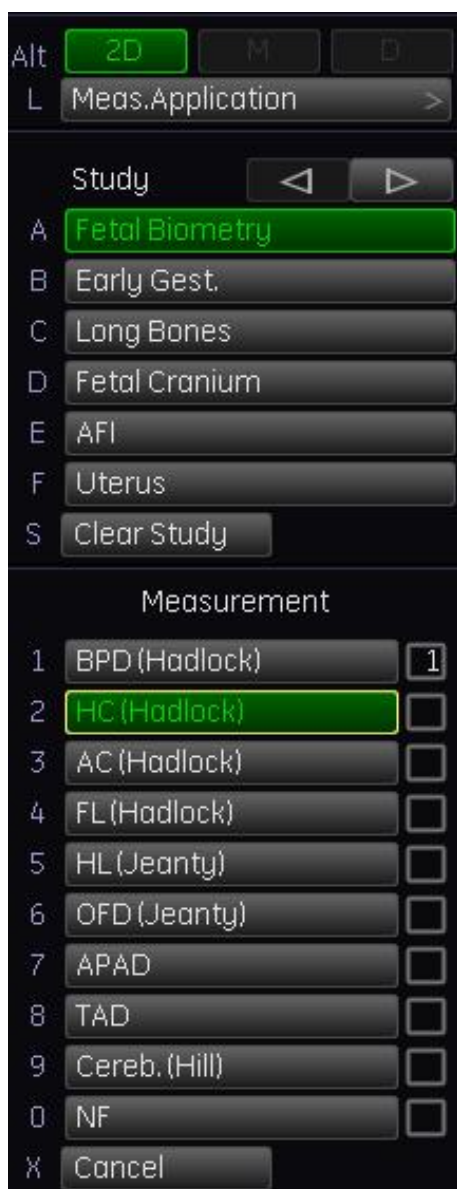 Alt 2D M D
L Meas.Application >
Study
A Fetal Biometry
B Early Gest.
C Long Bones
D Fetal Cranium
E AFI
F Uterus
S Clear Study
Measurement
1 BPD(Hadlock) 1
2 HC(Hadlock)
3 AC(Hadlock)
4 FL(Hadlock)
5 HL(Jeanty)
6 OFD(Jeanty)
7 APAD
8 TAD
9 Cereb.(Hill)
0 NF
X Cancel